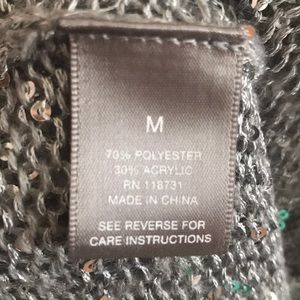 M
70% POLYESTER
30% ACRYLIC
RN 118731
MADE IN CHINA
SEE REVERSE FOR
CARE INSTRUCTIONS